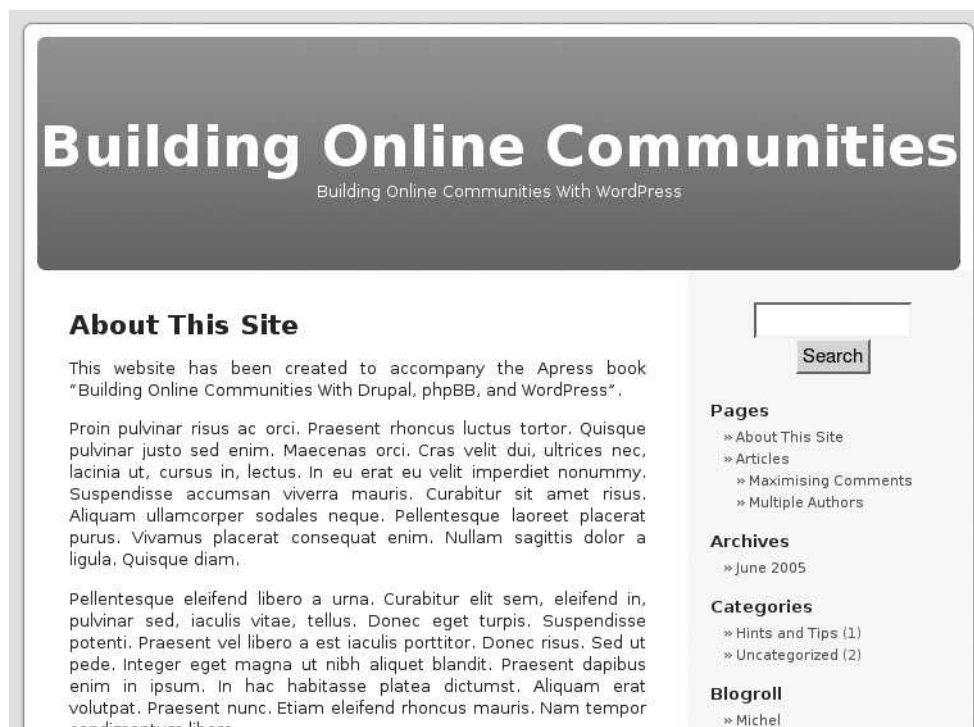 Building Online Communities
Building Online Communities With WordPress
About This Site
This website has been created to accompany the Apress book
“Building Online Communities With Drupal, phpBB, and WordPress”.
Proin pulvinar risus ac orci. Praesent rhoncus luctus tortor. Quisque
pulvinar justo sed enim. Maecenas orci. Cras velit dui, ultrices nec,
lacinia ut, cursus in, lectus. In eu erat eu velit imperdiet nonummy.
Suspendisse accumsan viverra mauris. Curabitur sit amet risus.
Aliquam ullamcorper sodales neque. Pellentesque laoreet placerat
purus. Vivamus placerat consequat enim. Nullam sagittis dolor a
ligula. Quisque diam.
Pellentesque eleifend libero a urna. Curabitur elit sem, eleifend in,
pulvinar sed, iaculis vitae, tellus. Donec eget turpis. Suspendisse
potenti. Praesent vel libero a est iaculis porttitor. Donec risus. Sed ut
pede. Integer eget magna ut nibh aliquet blandit. Praesent dapibus
enim in ipsum. In hac habitasse platea dictumst. Aliquam erat
volutpat. Praesent nunc. Etiam eleifend rhoncus mauris. Nam tempor
Search
Pages
» About This Site
» Articles
» Maximising Comments
» Multiple Authors
Archives
» June 2005
Categories
» Hints and Tips (1)
» Uncategorized (2)
Blogroll
» Michel